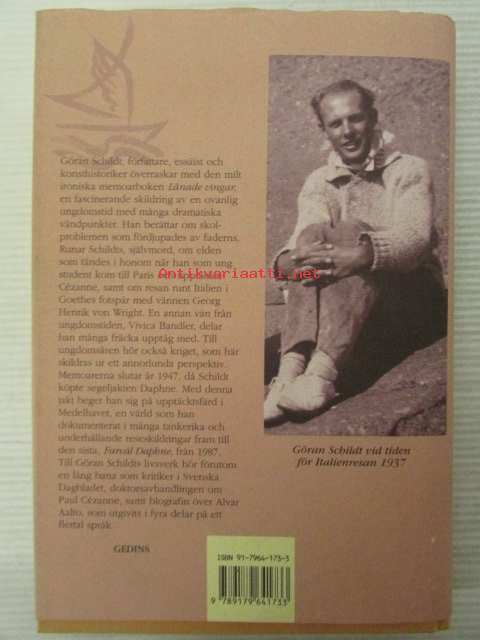 Göran Schildt, författare, essäist och
konsthistoriker överraskar med den milt
ironiska memoarboken Lånade vingar,
en fascinerande skildring av en ovanlig
ungdomstid med många dramatiska
vändpunkter. Han berättar om skol-
problemen som fördjupades av faderns,
Runar Schildts, självmord, om elden
som tändes i honom när han som ung
student kom till Paris och upptäckte
Cézanne, samt om resan runt Italien i
Goethes fotspår med vännen Georg
Henrik von Wright. En annan vän från
ungdomstiden, Vivica Bandler, delar
han många fräcka upptåg med. Till
ungdomsåren hör också kriget, som här
skildras ur ett annorlunda perspektiv.
Memoarerna slutar år 1947, då Schildt
köpte segeljakten Daphne. Med denna
jakt beger han sig på upptäcktsfärd i
Medelhavet, en värld som han
dokumenterat i många tankerika och
underhållande reseskildringar fram till
den sista, Farväl Daphne, från 1987.
Till Göran Schildts livsverk hör förutom
en lång bana som kritiker i Svenska
Dagbladet, doktorsavhandlingen om
Paul Cézanne, samt biografin över Alvar
Aalto, som utgivits i fyra delar på ett
flertal språk.
GEDINS
Göran Schildt vid tiden
för Italienresan 1937
ISBN 91-7964-173-3
9 789179 641733
Antikvariaatti.net